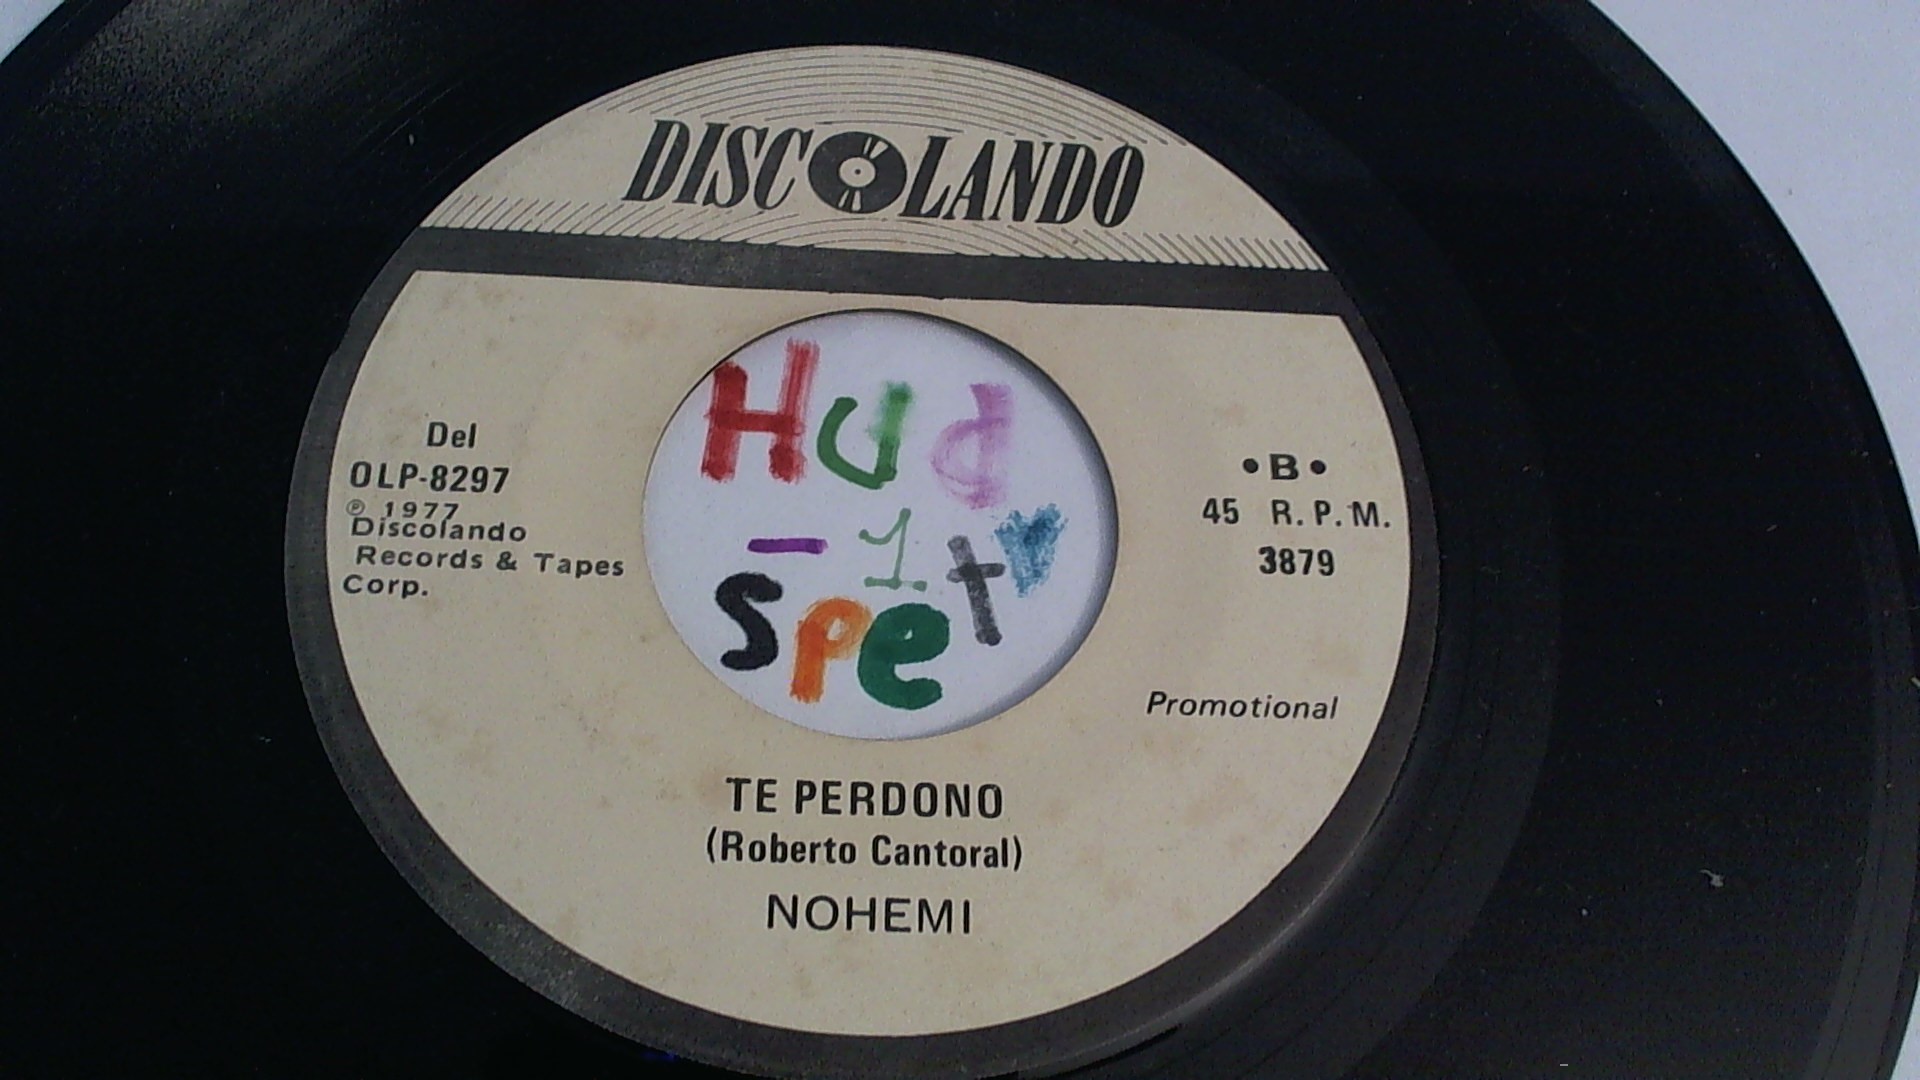 DISCOLANDO
Del
OLP-8297
℗ 1977
Discolando
Records & Tapes
Corp.
Hud
-1
spet
•B•
45 R.P.M.
3879
Promotional
TE PERDONO
(Roberto Cantoral)
NOHEMI